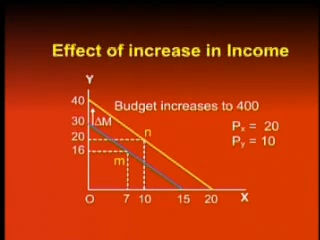 Effect of increase in Income
Y
40
Budget increases to 400
30 ΔM
Px = 20
20 n
Py = 10
16
m
O 7 10 15 20 X